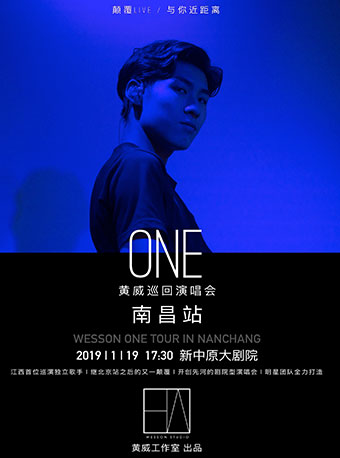 颠覆LIVE / 与你近距离
ONE
黄威巡回演唱会
南昌站
WESSON ONE TOUR IN NANCHANG
2019 | 1 | 19 17:30 新中原大剧院
江西首位巡演独立歌手 | 继北京站之后的又一颠覆 | 开创先河的剧院型演唱会 | 明星团队全力打造
WESSON STUDIO
黄威工作室 出品